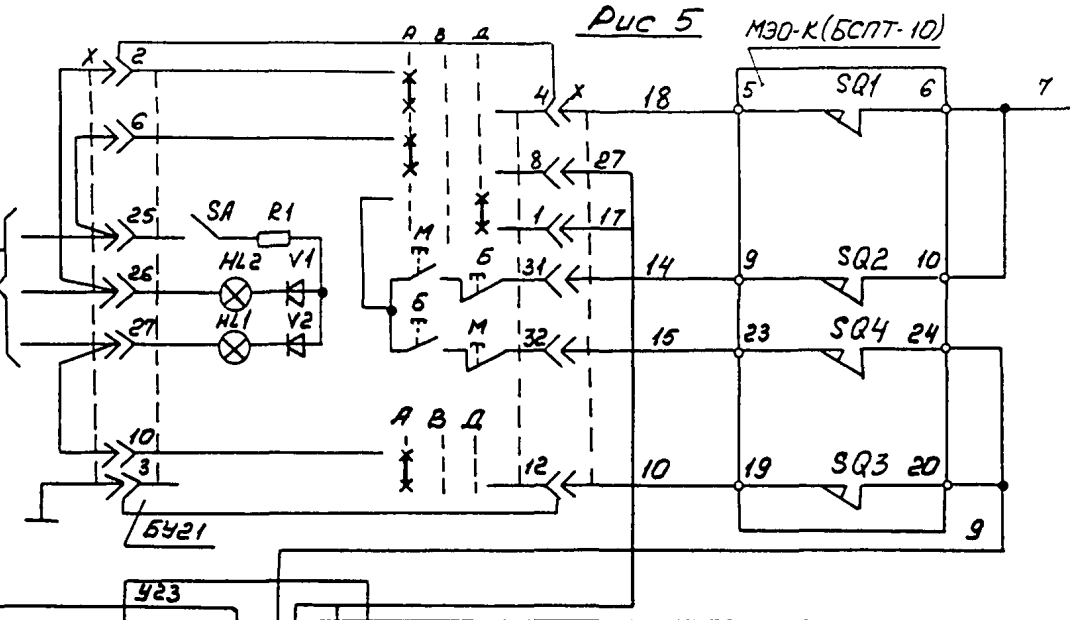 Рис 5
МЭО-К(БСПТ-10)
А В Д
X 2
4 X 18 5 SQ1 6 7
6
8 27
25 SA R1 1 17
М
HL2 V1 Б 31 14 9 SQ2 10
26
HL1 V2 Б
27 М 32 15 23 SQ4 24
А В Д
10
3 12 10 19 SQ3 20
БУ21 9
У23